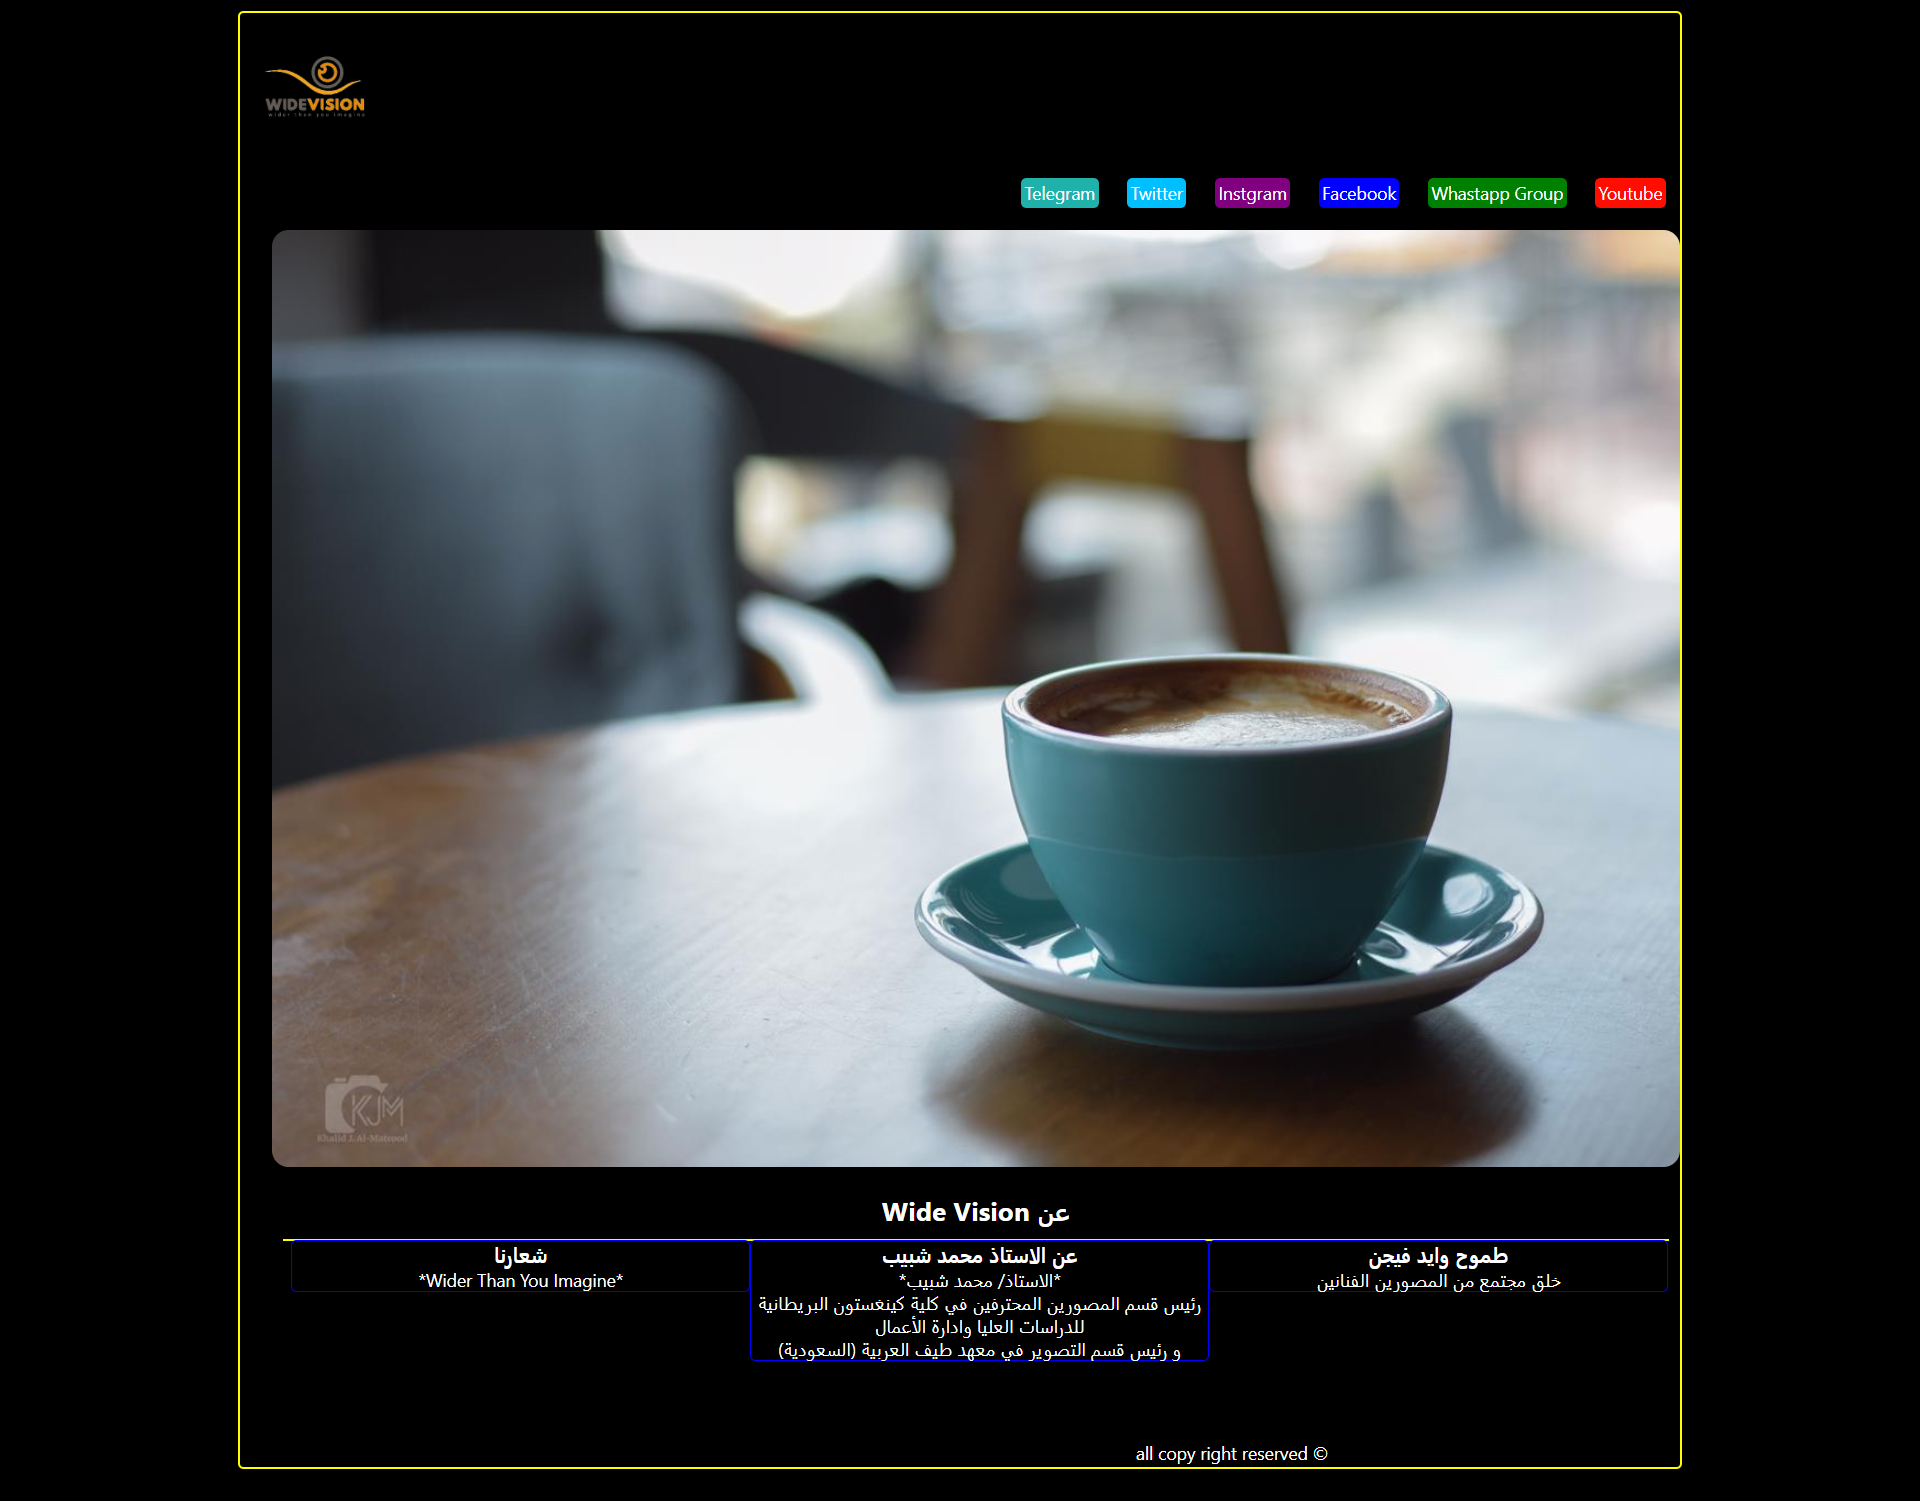 WIDEVISION
wider than you imagine
Youtube
Whastapp Group
Facebook
Instgram
Twitter
Telegram
KJM
Khalid J. Al-Matrood
عن Wide Vision
طموح وايد فيجن
خلق مجتمع من المصورين الفنانين
عن الاستاذ محمد شبيب
*الاستاذ/ محمد شبيب*
رئيس قسم المصورين المحترفين في كلية كينغستون البريطانية
للدراسات العليا وادارة الأعمال
و رئيس قسم التصوير في معهد طيف العربية (السعودية)
شعارنا
*Wider Than You Imagine*
all copy right reserved ©